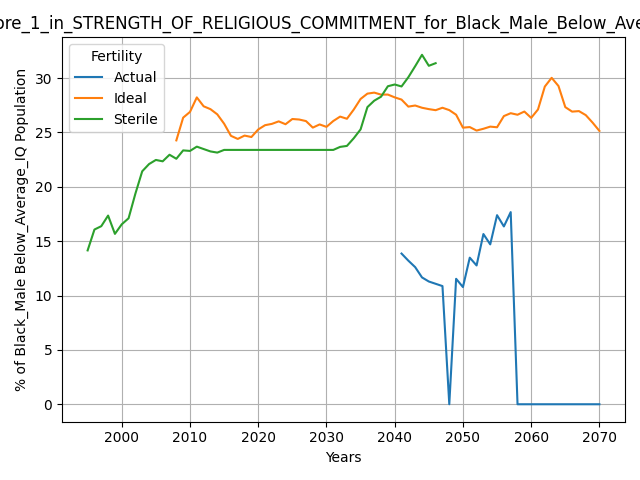 ore_1_in_STRENGTH_OF_RELIGIOUS_COMMITMENT_for_Black_Male_Below_Ave
Fertility
Actual
Ideal
Sterile
% of Black_Male Below_Average_IQ Population
30
25
20
15
10
5
0
2000 2010 2020 2030 2040 2050 2060 2070
Years